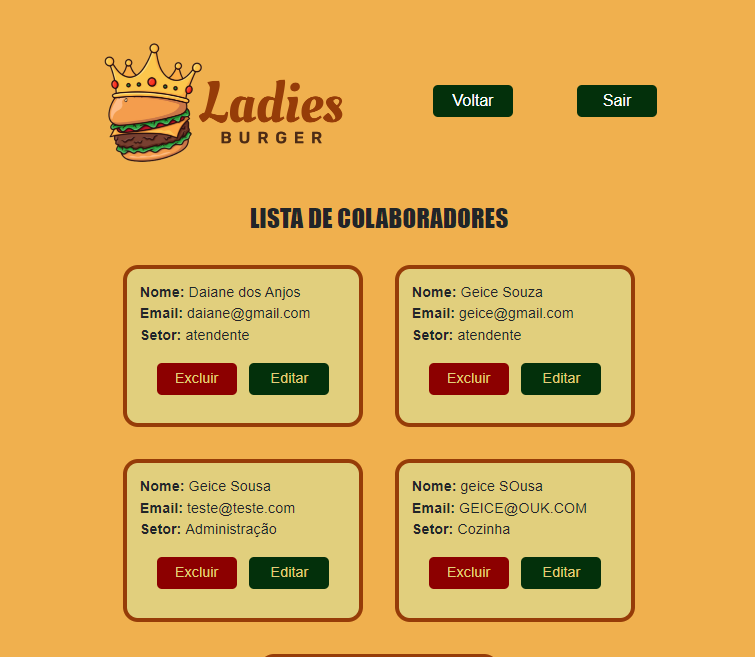 Ladies
BURGER
Voltar
Sair
LISTA DE COLABORADORES
Nome: Daiane dos Anjos
Email: daiane@gmail.com
Setor: atendente
Excluir
Editar
Nome: Geice Souza
Email: geice@gmail.com
Setor: atendente
Excluir
Editar
Nome: Geice Sousa
Email: teste@teste.com
Setor: Administração
Excluir
Editar
Nome: geice SOusa
Email: GEICE@OUK.COM
Setor: Cozinha
Excluir
Editar